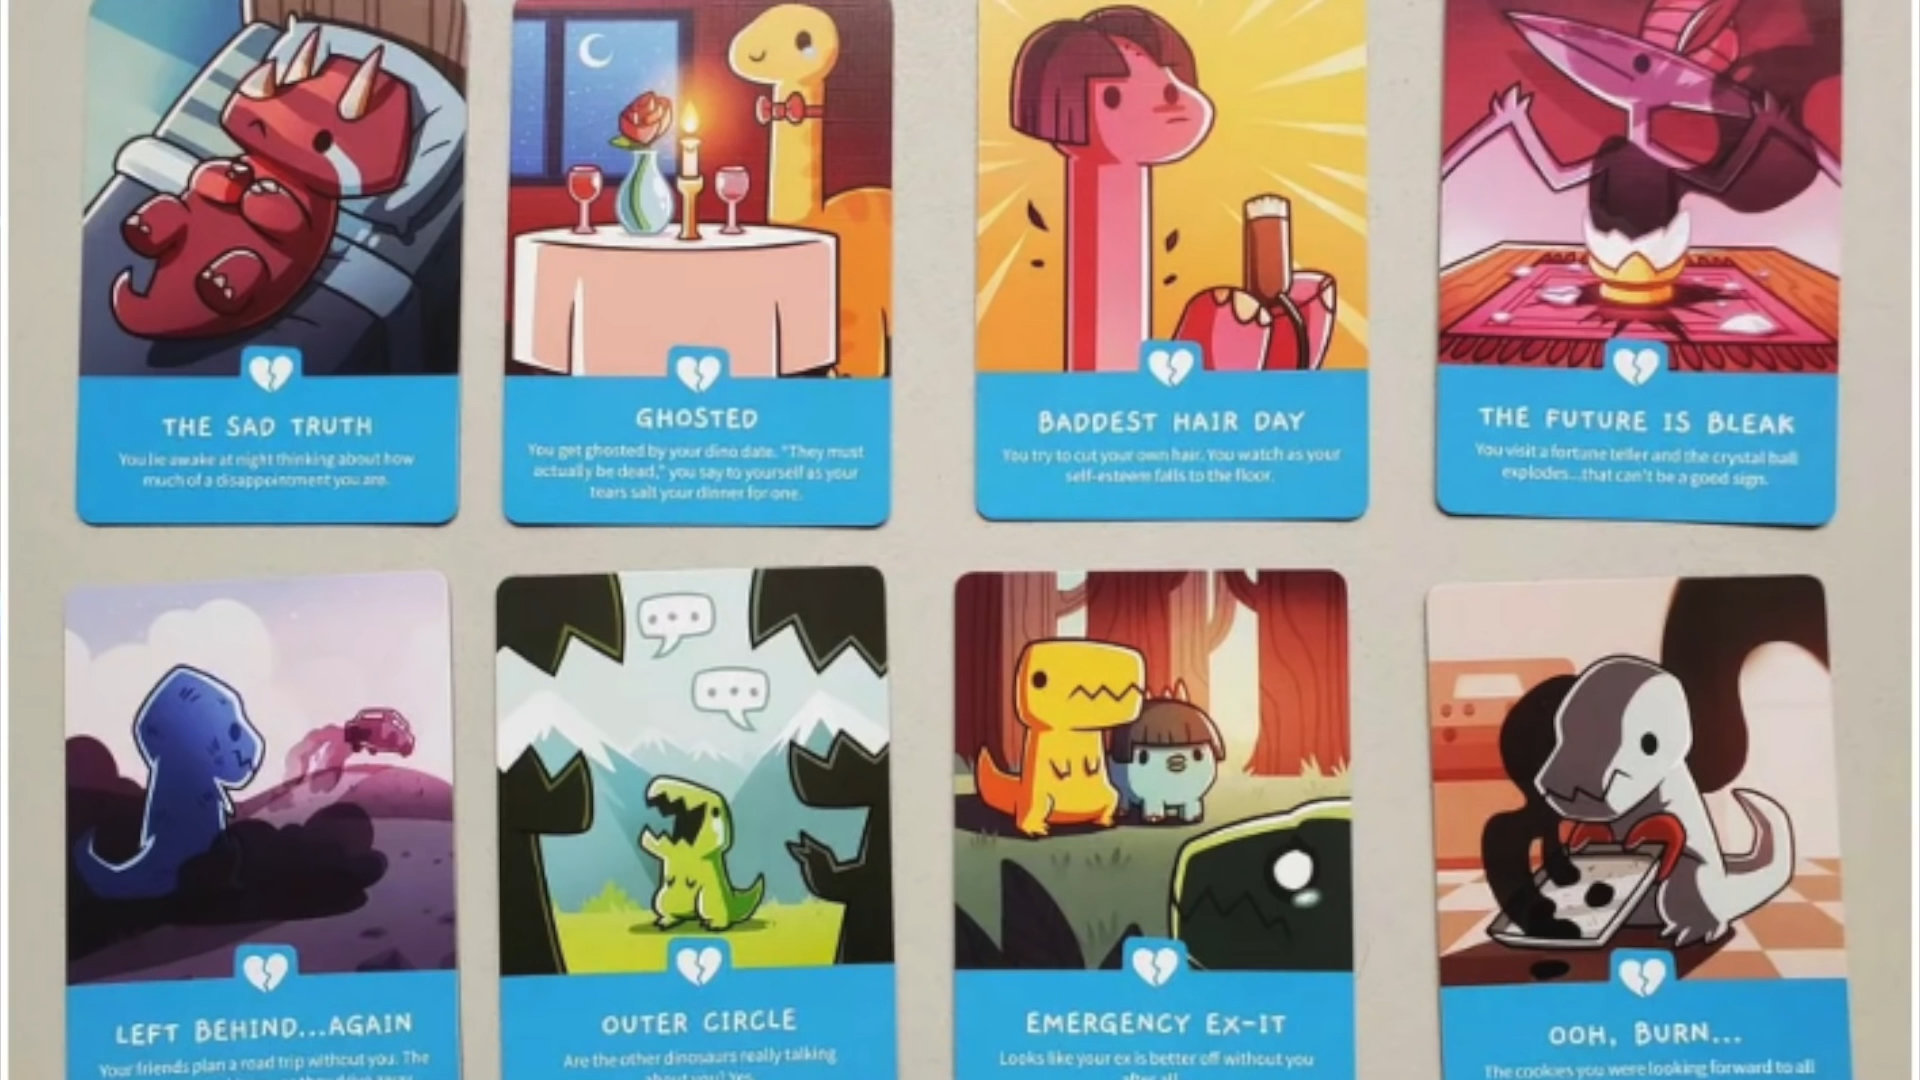 THE SAD TRUTH
You lie awake at night thinking about how
much of a disappointment you are.
GHOSTED
You get ghosted by your dino date. "They must
actually be dead," you say to yourself as your
tears salt your dinner for one.
BADDEST HAIR DAY
You try to cut your own hair. You watch as your
self-esteem falls to the floor.
THE FUTURE IS BLEAK
You visit a fortune teller and the crystal ball
explodes...that can't be a good sign.
LEFT BEHIND...AGAIN
Your friends plan a road trip without you. The
OUTER CIRCLE
Are the other dinosaurs really talking
about you? Yes.
EMERGENCY EX-IT
Looks like your ex is better off without you
after all.
OOH, BURN...
The cookies you were looking forward to all